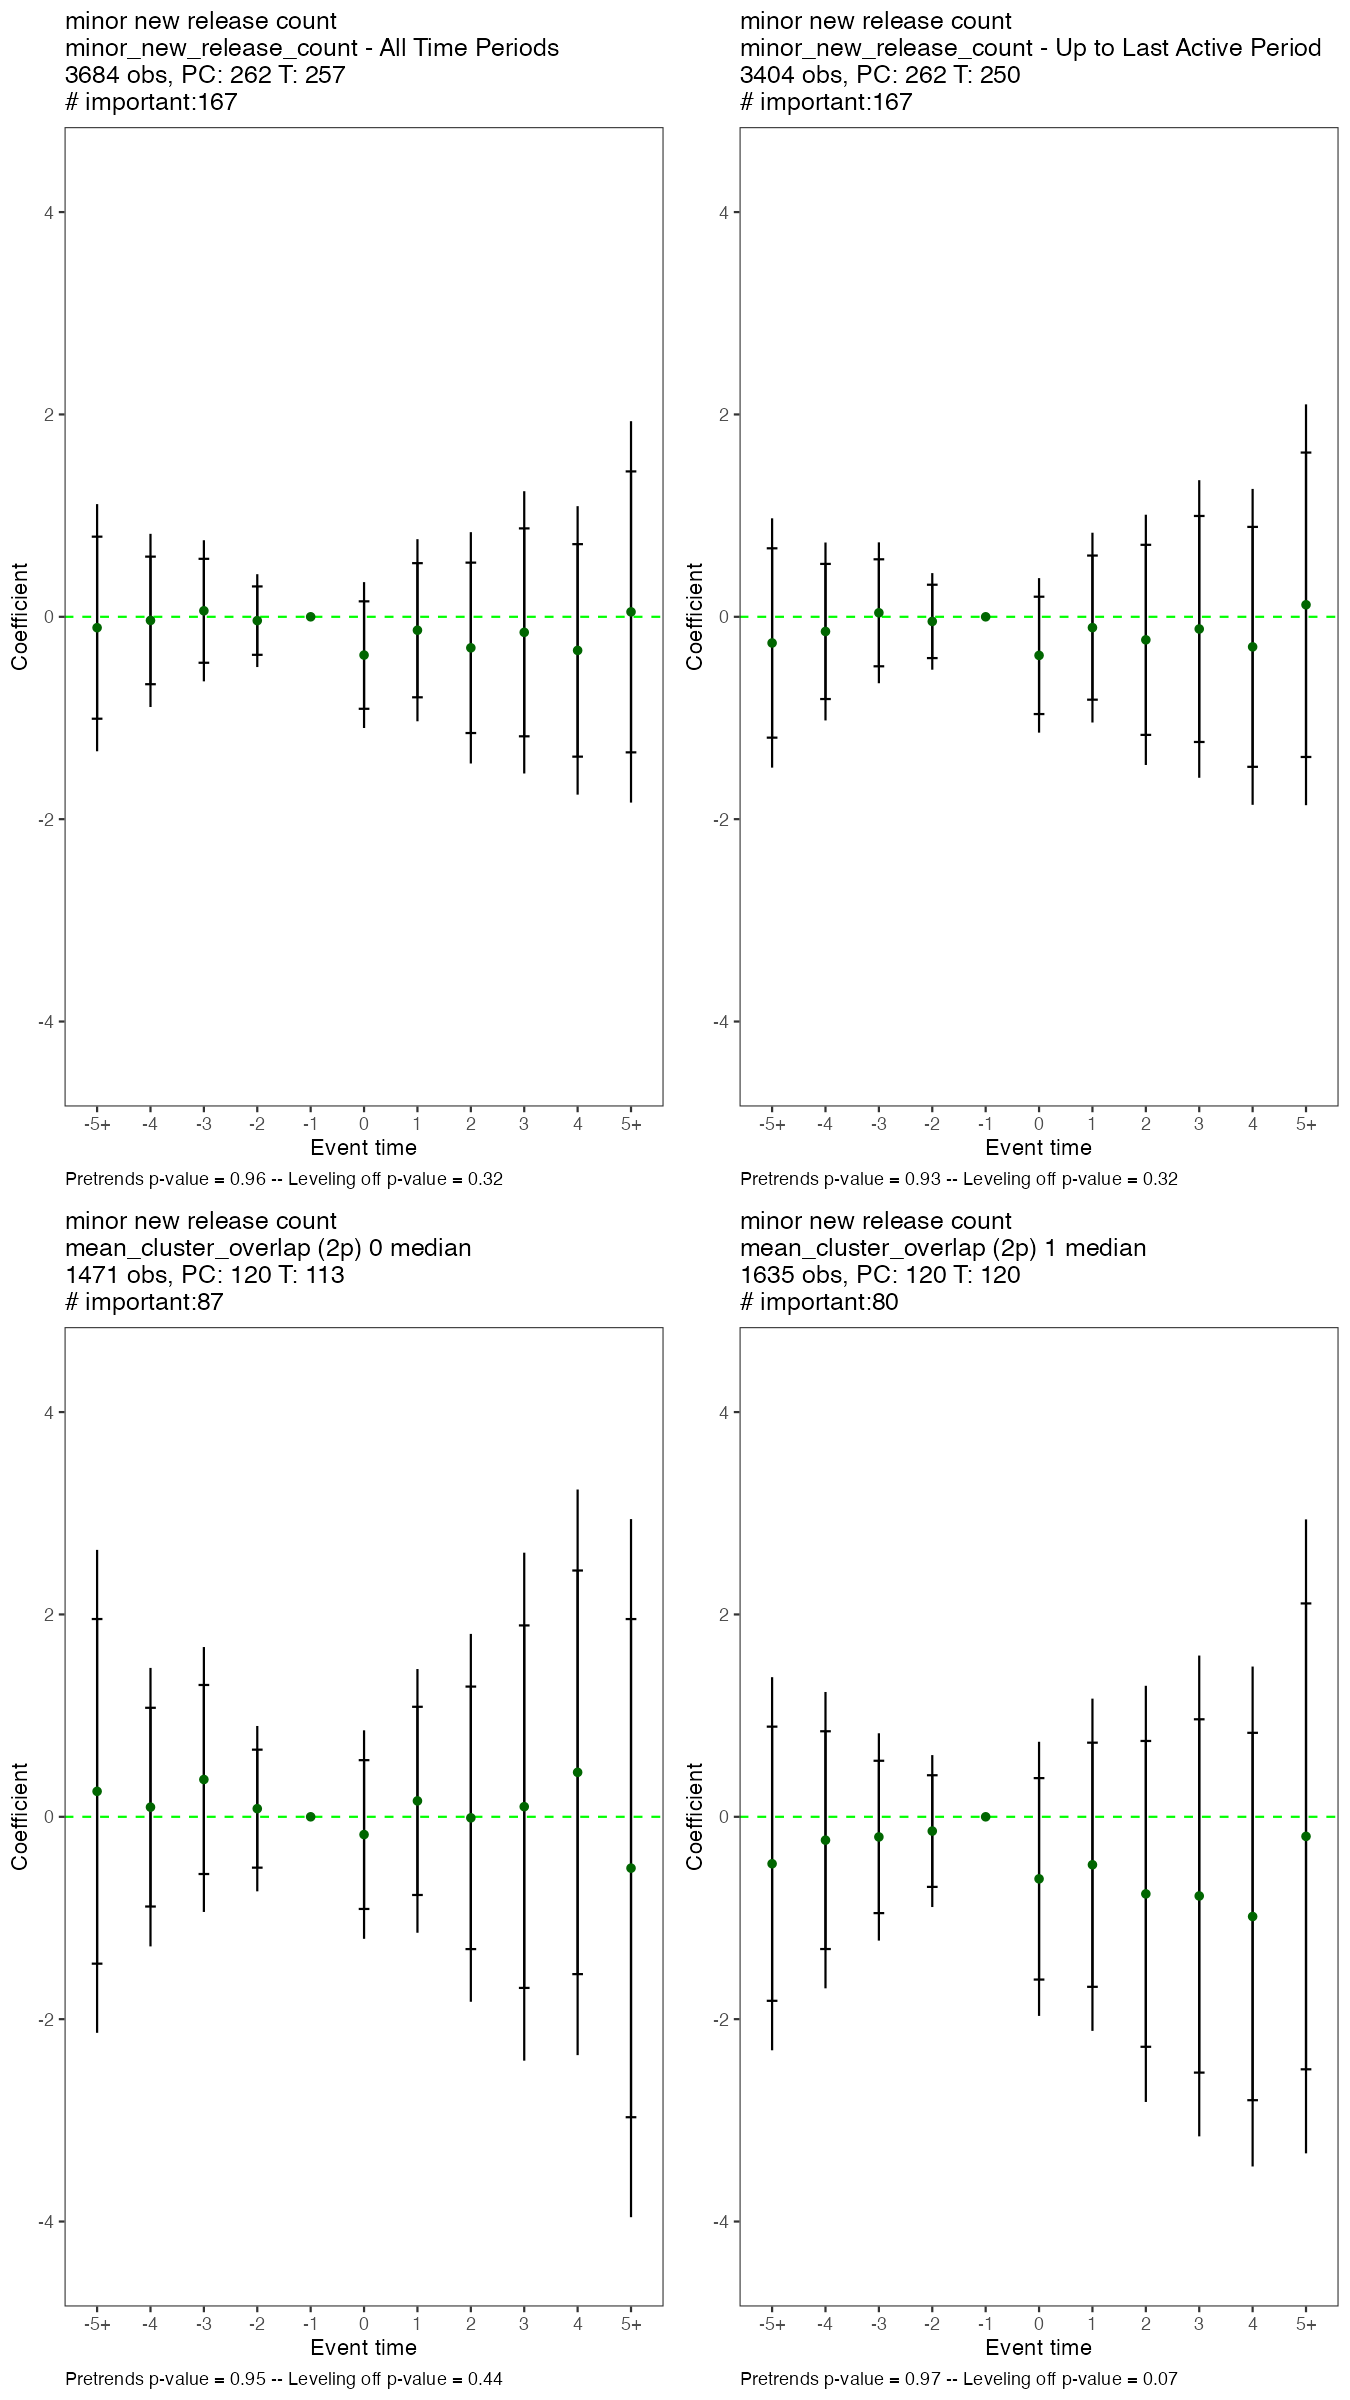 minor new release count
minor_new_release_count - All Time Periods
3684 obs, PC: 262 T: 257
# important:167
4
2
0
-2
-4
Coefficient
-5+ -4 -3 -2 -1 0 1 2 3 4 5+
Event time
Pretrends p-value = 0.96 -- Leveling off p-value = 0.32
minor new release count
minor_new_release_count - Up to Last Active Period
3404 obs, PC: 262 T: 250
# important:167
4
2
0
-2
-4
Coefficient
-5+ -4 -3 -2 -1 0 1 2 3 4 5+
Event time
Pretrends p-value = 0.93 -- Leveling off p-value = 0.32
minor new release count
mean_cluster_overlap (2p) 0 median
1471 obs, PC: 120 T: 113
# important:87
4
2
0
-2
-4
Coefficient
-5+ -4 -3 -2 -1 0 1 2 3 4 5+
Event time
Pretrends p-value = 0.95 -- Leveling off p-value = 0.44
minor new release count
mean_cluster_overlap (2p) 1 median
1635 obs, PC: 120 T: 120
# important:80
4
2
0
-2
-4
Coefficient
-5+ -4 -3 -2 -1 0 1 2 3 4 5+
Event time
Pretrends p-value = 0.97 -- Leveling off p-value = 0.07